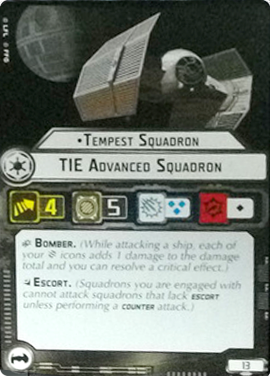 © LFL © FFG
•Tempest Squadron
TIE Advanced Squadron
4 5
Bomber. (While attacking a ship, each of
your icons adds 1 damage to the damage
total and you can resolve a critical effect.)
Escort. (Squadrons you are engaged with
cannot attack squadrons that lack escort
unless performing a counter attack.)
13